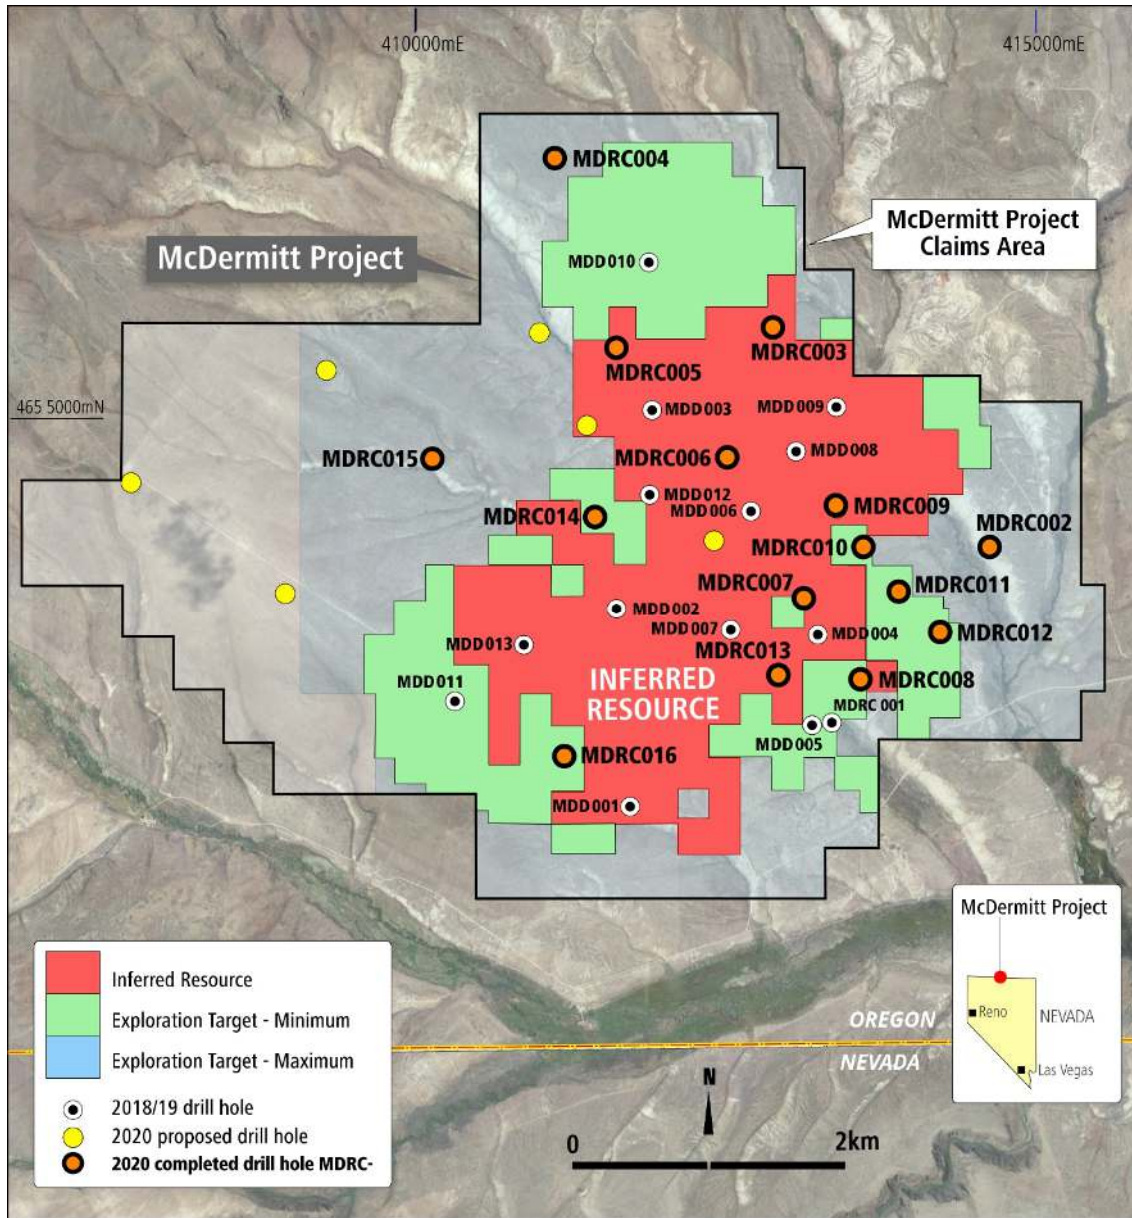 410000mE
415000mE
MDRC004
McDermitt Project
Claims Area
McDermitt Project
MDD010
MDRC003
MDRC005
465 5000mN
MDD003
MDD009
MDRC015
MDRC006
MDD008
MDD012
MDD006
MDRC009
MDRC014
MDRC002
MDRC010
MDRC007
MDRC011
MDD002
MDD007
MDD004
MDRC012
MDD013
MDRC013
INFERRED
RESOURCE
MDD011
MDRC008
MDRC 001
MDD005
MDRC016
MDD001
McDermitt Project
Reno
NEVADA
Las Vegas
Inferred Resource
Exploration Target - Minimum
Exploration Target - Maximum
2018/19 drill hole
2020 proposed drill hole
2020 completed drill hole MDRC-
OREGON
NEVADA
N
0
2km